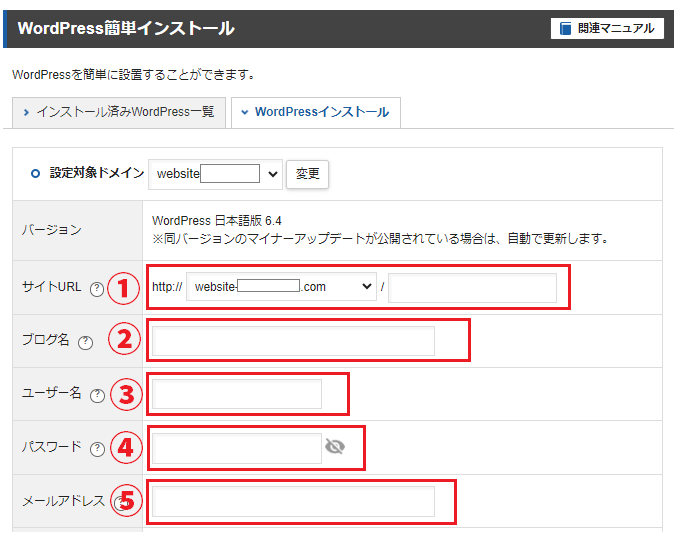 WordPress簡単インストール
関連マニュアル
WordPressを簡単に設置することができます。
インストール済みWordPress一覧
WordPressインストール
設定対象ドメイン website 変更
バージョン
WordPress 日本語版 6.4
※同バージョンのマイナーアップデートが公開されている場合は、自動で更新します。
サイトURL ? ① http:// website- .com /
ブログ名 ? ②
ユーザー名 ? ③
パスワード ? ④
メールアドレス ? ⑤